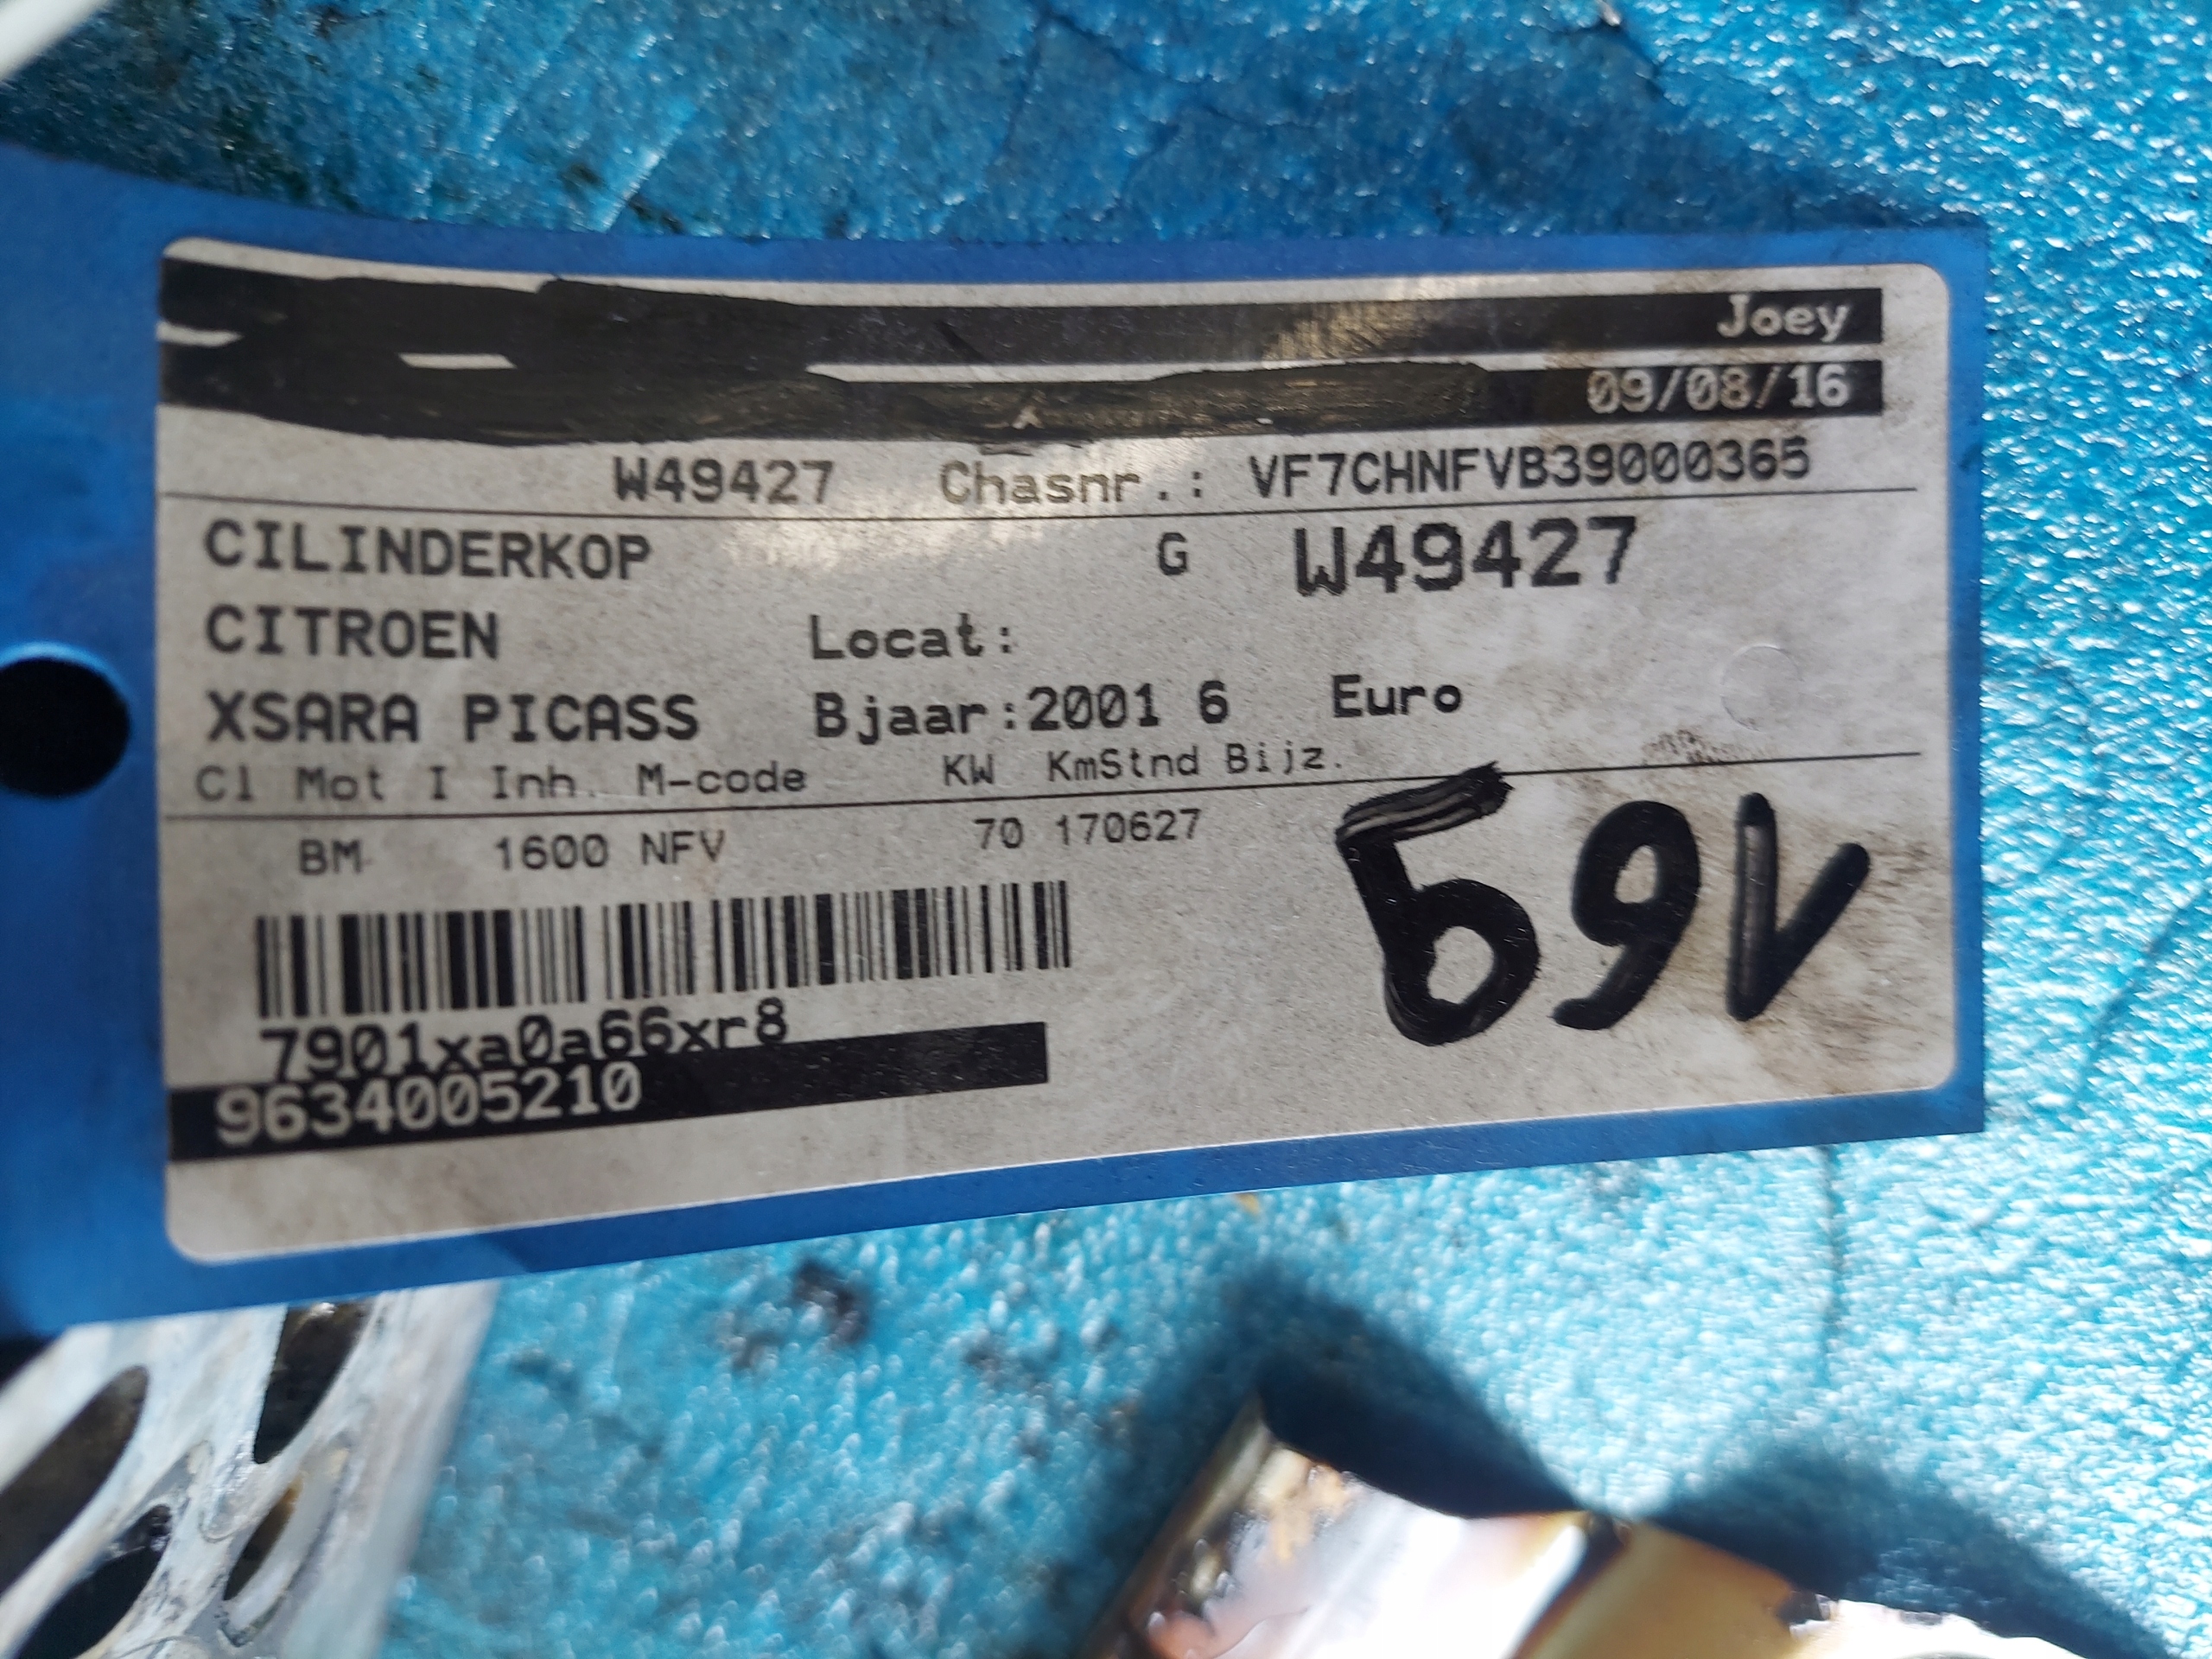 Joey
09/08/16
W49427 Chasnr.: VF7CHNFVB39000365
CILINDERKOP G W49427
CITROEN Locat:
XSARA PICASS Bjaar:2001 6 Euro
Cl Mot I Inh. M-code KW KmStnd Bijz.
BM 1600 NFV 70 170627
7901xa0a66xr8
9634005210